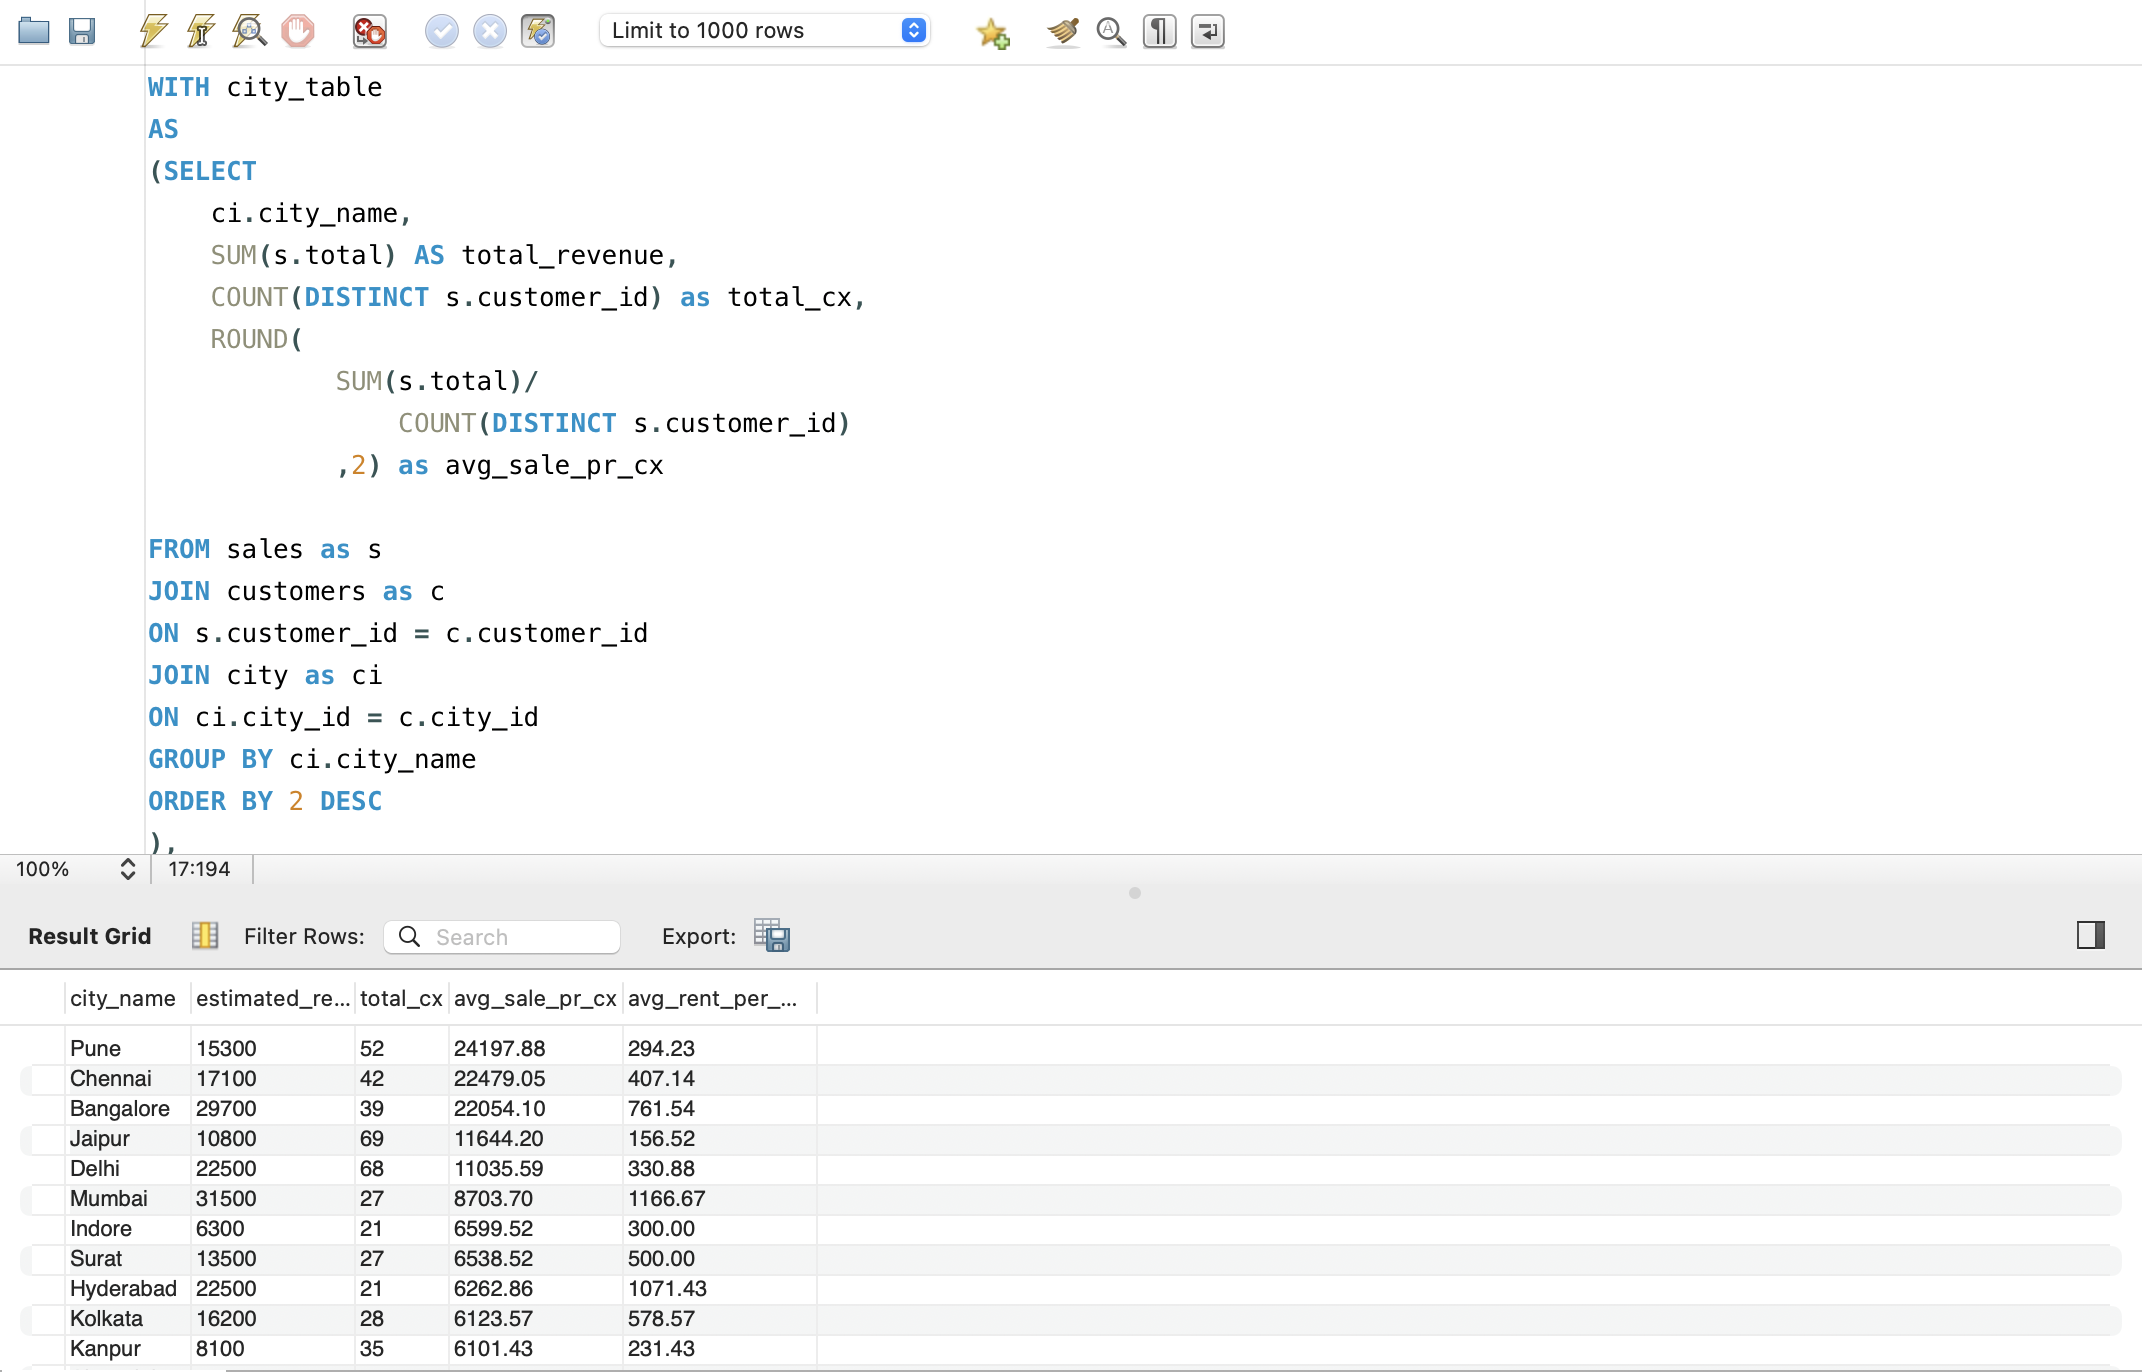 Limit to 1000 rows
WITH city_table
AS
(SELECT
ci.city_name,
SUM(s.total) AS total_revenue,
COUNT(DISTINCT s.customer_id) as total_cx,
ROUND(
SUM(s.total)/
COUNT(DISTINCT s.customer_id)
,2) as avg_sale_pr_cx
FROM sales as s
JOIN customers as c
ON s.customer_id = c.customer_id
JOIN city as ci
ON ci.city_id = c.city_id
GROUP BY ci.city_name
ORDER BY 2 DESC
),
100% 17:194
Result Grid Filter Rows: Search Export:
city_name estimated_re... total_cx avg_sale_pr_cx avg_rent_per_...
Pune 15300 52 24197.88 294.23
Chennai 17100 42 22479.05 407.14
Bangalore 29700 39 22054.10 761.54
Jaipur 10800 69 11644.20 156.52
Delhi 22500 68 11035.59 330.88
Mumbai 31500 27 8703.70 1166.67
Indore 6300 21 6599.52 300.00
Surat 13500 27 6538.52 500.00
Hyderabad 22500 21 6262.86 1071.43
Kolkata 16200 28 6123.57 578.57
Kanpur 8100 35 6101.43 231.43